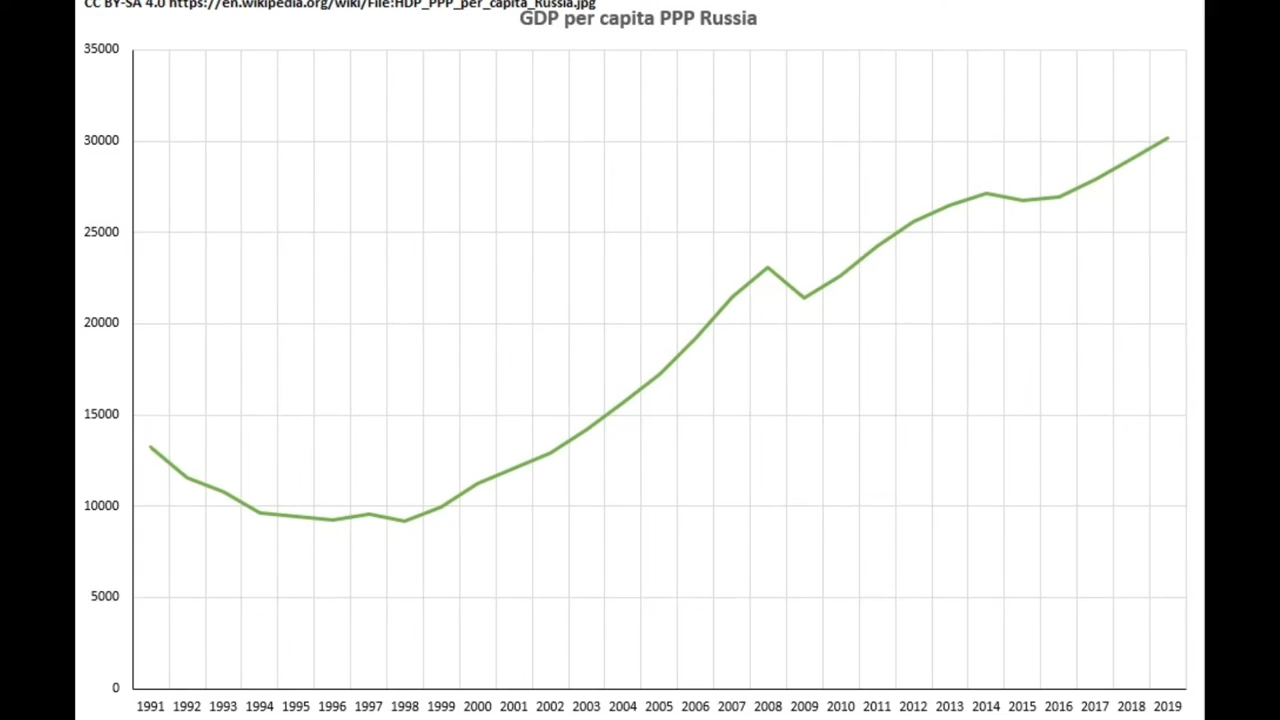 CC BY-SA 4.0 https://en.wikipedia.org/wiki/File:HDP_PPP_per_capita_Russia.jpg
GDP per capita PPP Russia
35000
30000
25000
20000
15000
10000
5000
0
1991 1992 1993 1994 1995 1996 1997 1998 1999 2000 2001 2002 2003 2004 2005 2006 2007 2008 2009 2010 2011 2012 2013 2014 2015 2016 2017 2018 2019